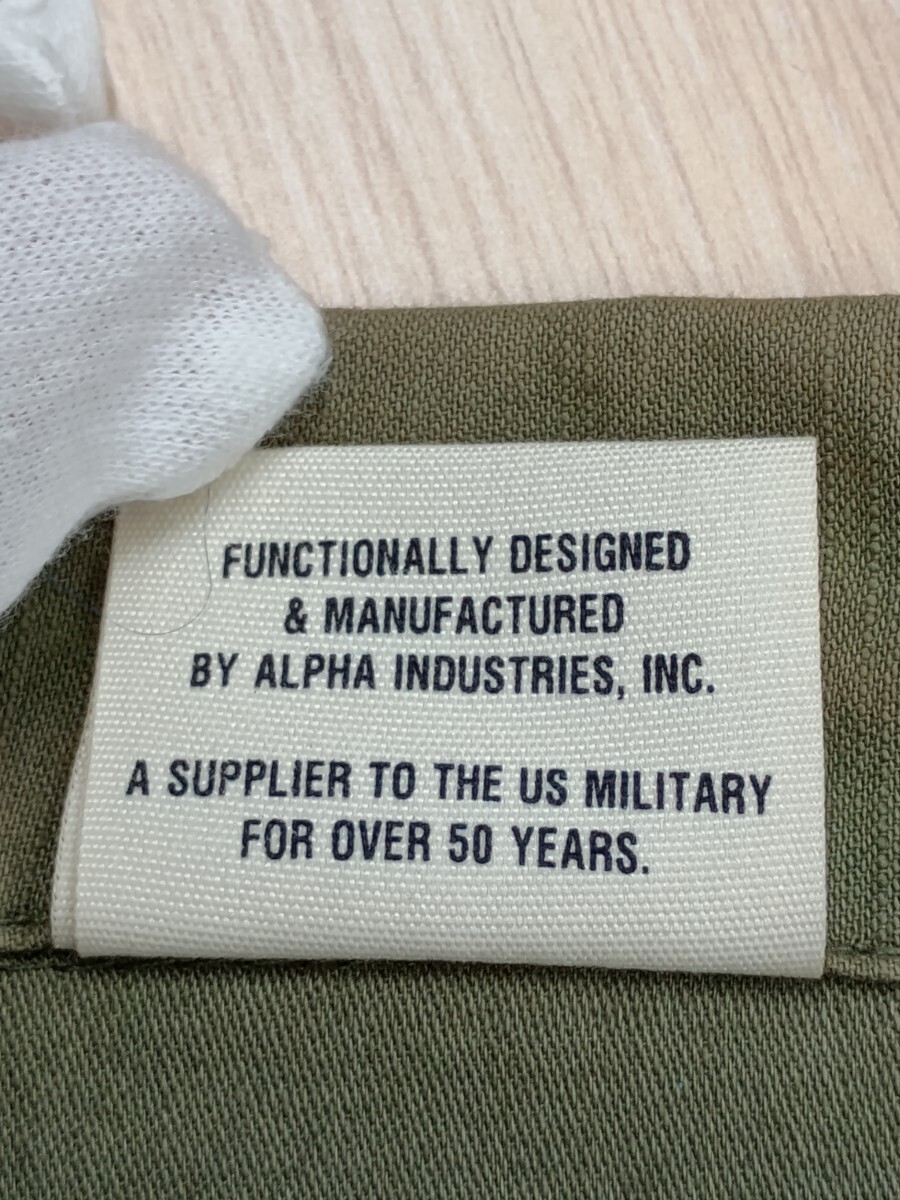 FUNCTIONALLY DESIGNED
& MANUFACTURED
BY ALPHA INDUSTRIES, INC.
A SUPPLIER TO THE US MILITARY
FOR OVER 50 YEARS.